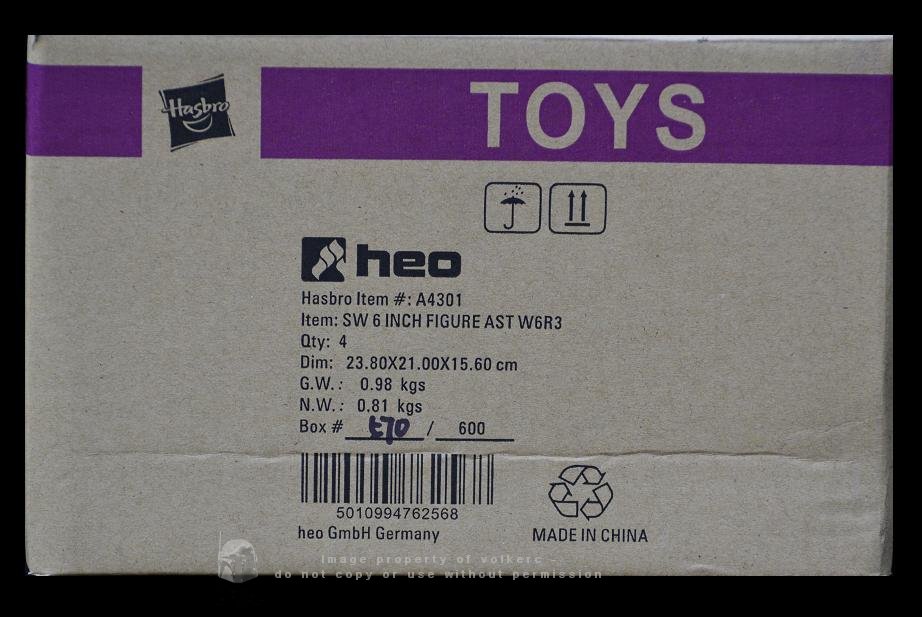 Hasbro
TOYS
heo
Hasbro Item #: A4301
Item: SW 6 INCH FIGURE AST W6R3
Qty: 4
Dim: 23.80X21.00X15.60 cm
G.W.: 0.98 kgs
N.W.: 0.81 kgs
Box # / 600
5010994762568
heo GmbH Germany
MADE IN CHINA
Image property of volkerc -
do not copy or use without permission